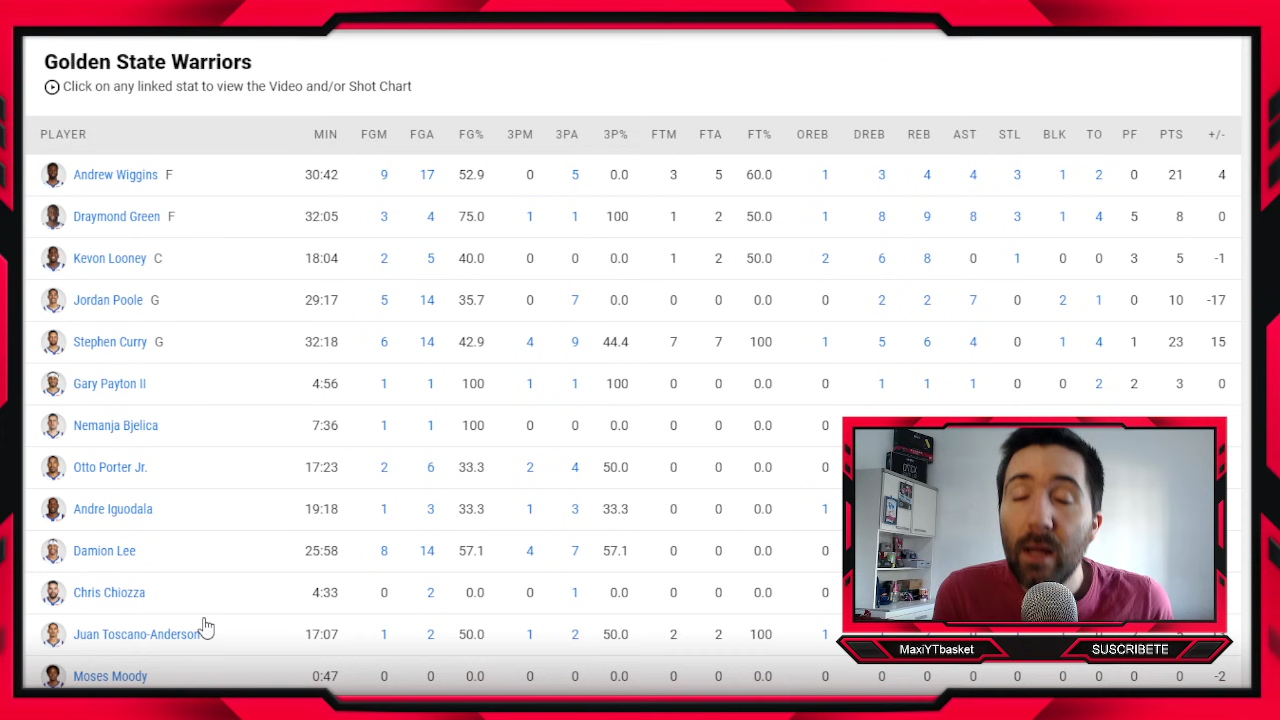 Golden State Warriors
Click on any linked stat to view the Video and/or Shot Chart
PLAYER MIN FGM FGA FG% 3PM 3PA 3P% FTM FTA FT% OREB DREB REB AST STL BLK TO PF PTS +/-
Andrew Wiggins F 30:42 9 17 52.9 0 5 0.0 3 5 60.0 1 3 4 4 3 1 2 0 21 4
Draymond Green F 32:05 3 4 75.0 1 1 100 1 2 50.0 1 8 9 8 3 1 4 5 8 0
Kevon Looney C 18:04 2 5 40.0 0 0 0.0 1 2 50.0 2 6 8 0 1 0 0 3 5 -1
Jordan Poole G 29:17 5 14 35.7 0 7 0.0 0 0 0.0 0 2 2 7 0 2 1 0 10 -17
Stephen Curry G 32:18 6 14 42.9 4 9 44.4 7 7 100 1 5 6 4 0 1 4 1 23 15
Gary Payton II 4:56 1 1 100 1 1 100 0 0 0.0 0 1 1 1 0 0 2 2 3 0
Nemanja Bjelica 7:36 1 1 100 0 0 0.0 0 0 0.0 0
Otto Porter Jr. 17:23 2 6 33.3 2 4 50.0 0 0 0.0 0
Andre Iguodala 19:18 1 3 33.3 1 3 33.3 0 0 0.0 1
Damion Lee 25:58 8 14 57.1 4 7 57.1 0 0 0.0 0
Chris Chiozza 4:33 0 2 0.0 0 1 0.0 0 0 0.0 0
Juan Toscano-Anderson 17:07 1 2 50.0 1 2 50.0 2 2 100 1
Moses Moody 0:47 0 0 0.0 0 0 0.0 0 0 0.0 0 0 0 0 0 0 0 0 0 -2
MaxiYTbasket
SUSCRIBETE